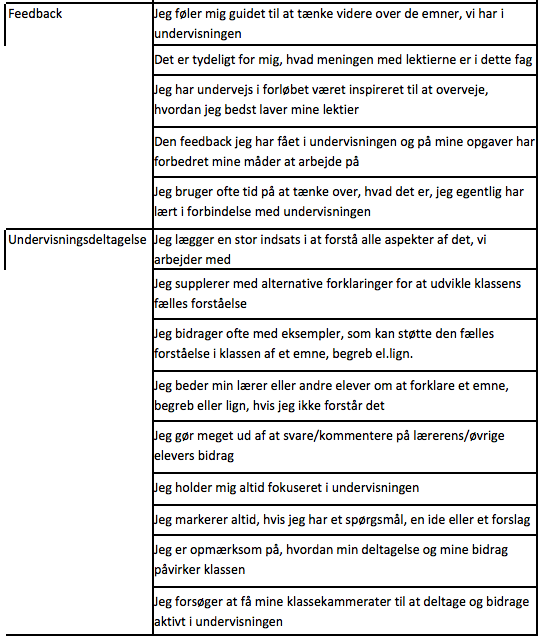 Feedback
Jeg føler mig guidet til at tænke videre over de emner, vi har i
undervisningen
Det er tydeligt for mig, hvad meningen med lektierne er i dette fag
Jeg har undervejs i forløbet været inspireret til at overveje,
hvordan jeg bedst laver mine lektier
Den feedback jeg har fået i undervisningen og på mine opgaver har
forbedret mine måder at arbejde på
Jeg bruger ofte tid på at tænke over, hvad det er, jeg egentlig har
lært i forbindelse med undervisningen
Undervisningsdeltagelse
Jeg lægger en stor indsats i at forstå alle aspekter af det, vi
arbejder med
Jeg supplerer med alternative forklaringer for at udvikle klassens
fælles forståelse
Jeg bidrager ofte med eksempler, som kan støtte den fælles
forståelse i klassen af et emne, begreb el.lign.
Jeg beder min lærer eller andre elever om at forklare et emne,
begreb eller lign, hvis jeg ikke forstår det
Jeg gør meget ud af at svare/kommentere på lærerens/øvrige
elevers bidrag
Jeg holder mig altid fokuseret i undervisningen
Jeg markerer altid, hvis jeg har et spørgsmål, en ide eller et forslag
Jeg er opmærksom på, hvordan min deltagelse og mine bidrag
påvirker klassen
Jeg forsøger at få mine klassekammerater til at deltage og bidrage
aktivt i undervisningen